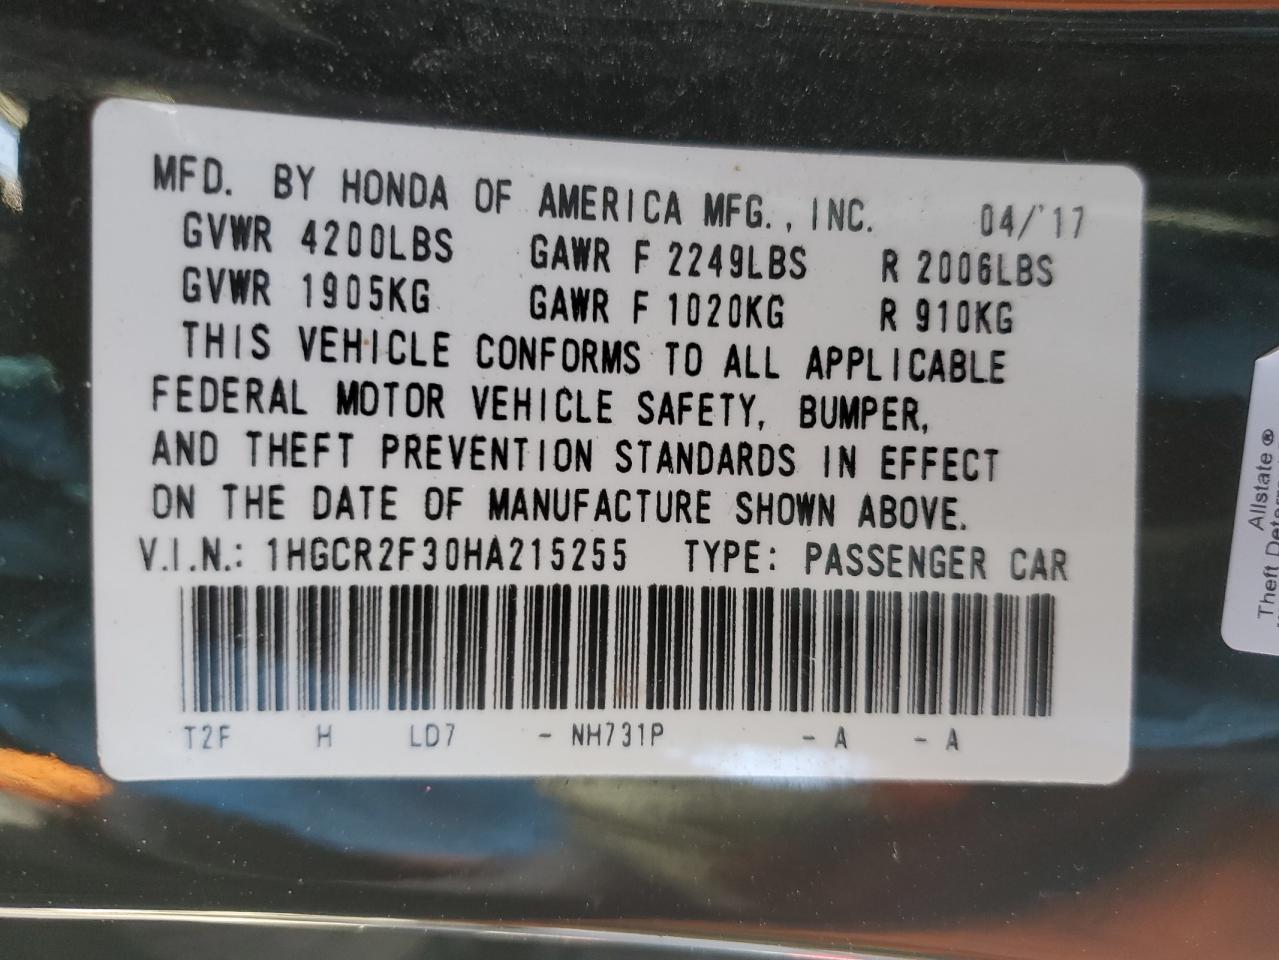 MFD. BY HONDA OF AMERICA MFG., INC. 04/'17
GVWR 4200LBS GAWR F 2249LBS R 2006LBS
GVWR 1905KG GAWR F 1020KG R 910KG
THIS VEHICLE CONFORMS TO ALL APPLICABLE
FEDERAL MOTOR VEHICLE SAFETY, BUMPER,
AND THEFT PREVENTION STANDARDS IN EFFECT
ON THE DATE OF MANUFACTURE SHOWN ABOVE.
V.I.N.: 1HGCR2F30HA215255 TYPE: PASSENGER CAR
T2F H LD7 - NH731P - A - A
Allstate ®
Theft